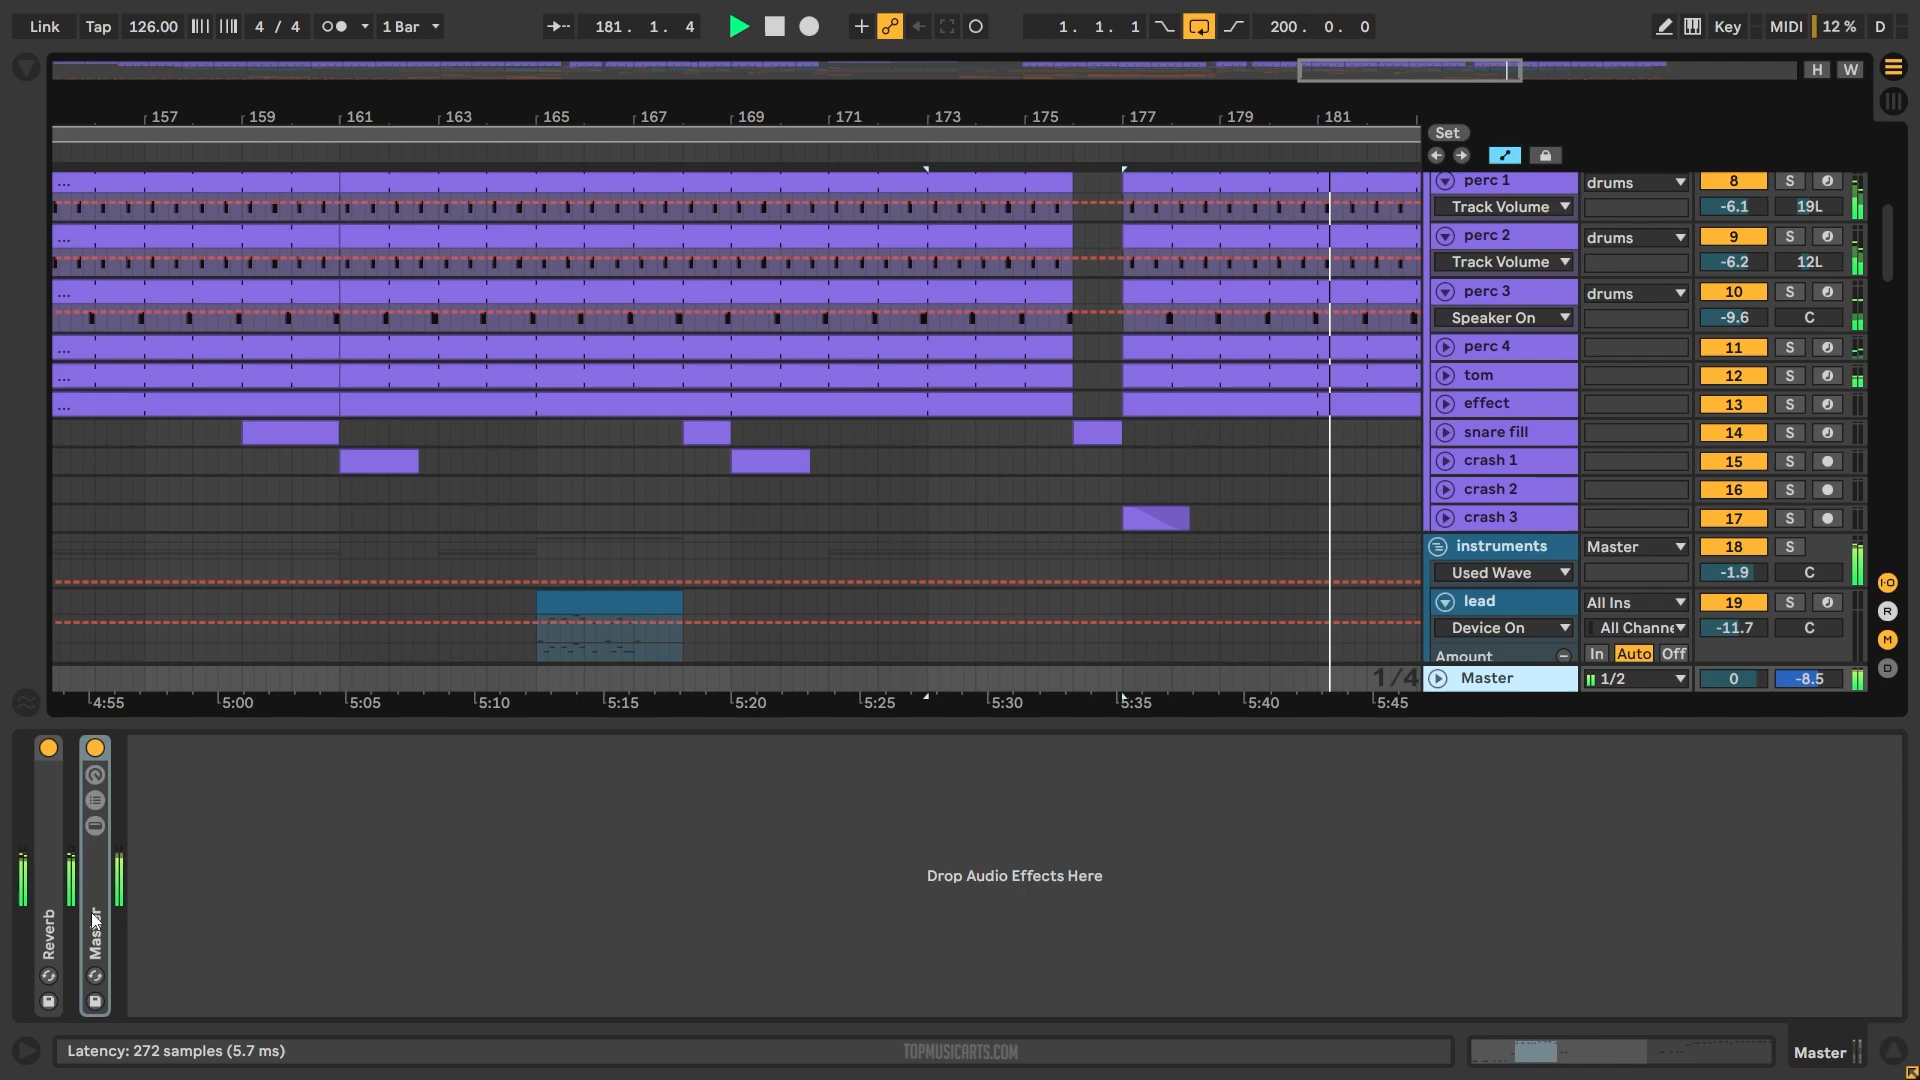 Link Tap 126.00 4 / 4 1 Bar 181. 1. 4 1. 1. 1 200. 0. 0 Key MIDI 12 % D
H W
157 159 161 163 165 167 169 171 173 175 177 179 181
Set
... perc 1 drums 8 S
Track Volume -6.1 19L
... perc 2 drums 9 S
Track Volume -6.2 12L
... perc 3 drums 10 S
Speaker On -9.6 C
... perc 4 11 S
... tom 12 S
... effect 13 S
snare fill 14 S
crash 1 15 S
crash 2 16 S
crash 3 17 S
instruments Master 18 S
Used Wave -1.9 C
I·O
lead All Ins 19 S
R
Device On All Channe -11.7 C
M
Amount In Auto Off
D
1/4 Master 1/2 0 -8.5
4:55 5:00 5:05 5:10 5:15 5:20 5:25 5:30 5:35 5:40 5:45
Drop Audio Effects Here
Reverb
Master
Latency: 272 samples (5.7 ms)
TOPMUSICARTS.COM
Master